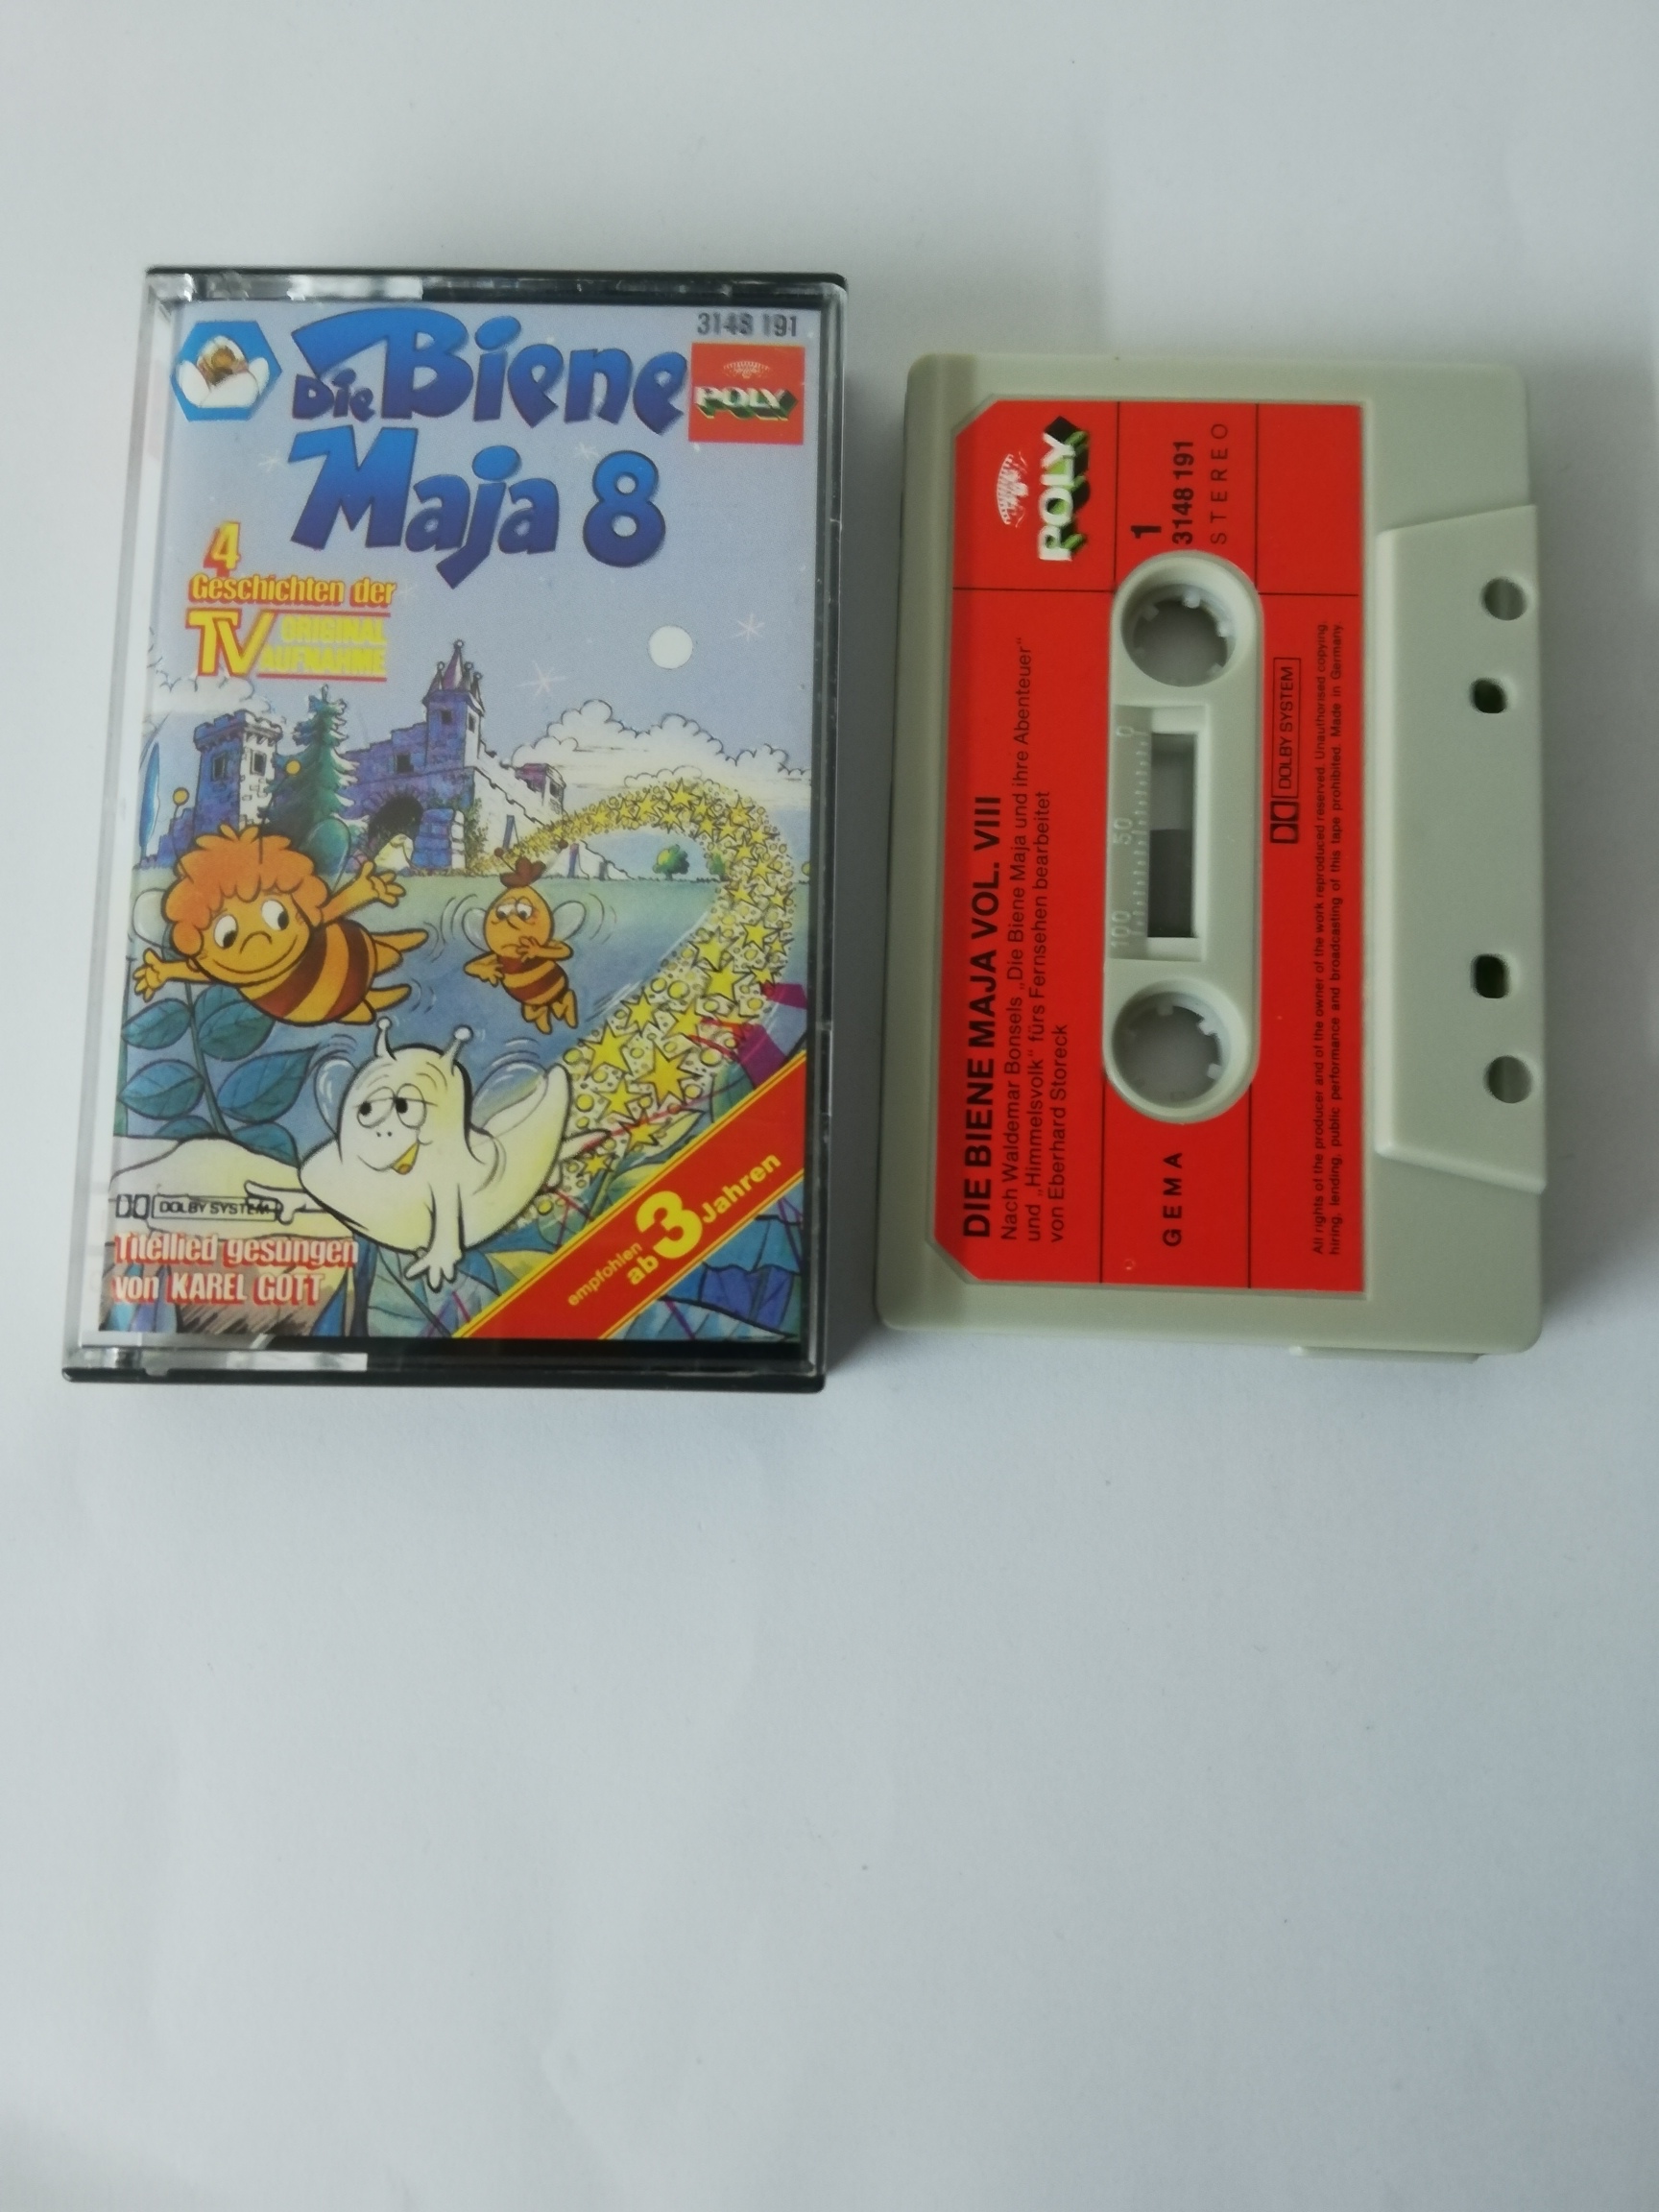 3148 191
Die Biene
POLY
Maja 8
4
Geschichten der
TV ORIGINAL
AUFNAHME
DOLBY SYSTEM
Titellied gesungen
von KAREL GOTT
empfohlen
ab 3 Jahren
POLY
1
3148 191
STEREO
DIE BIENE MAJA VOL. VIII
Nach Waldemar Bonsels „Die Biene Maja und ihre Abenteuer"
und „Himmelsvolk" fürs Fernsehen bearbeitet
von Eberhard Storeck
100 50 0
GEMA
DOLBY SYSTEM
All rights of the producer and of the owner of the work reproduced reserved. Unauthorised copying,
hiring, lending, public performance and broadcasting of this tape prohibited. Made in Germany.